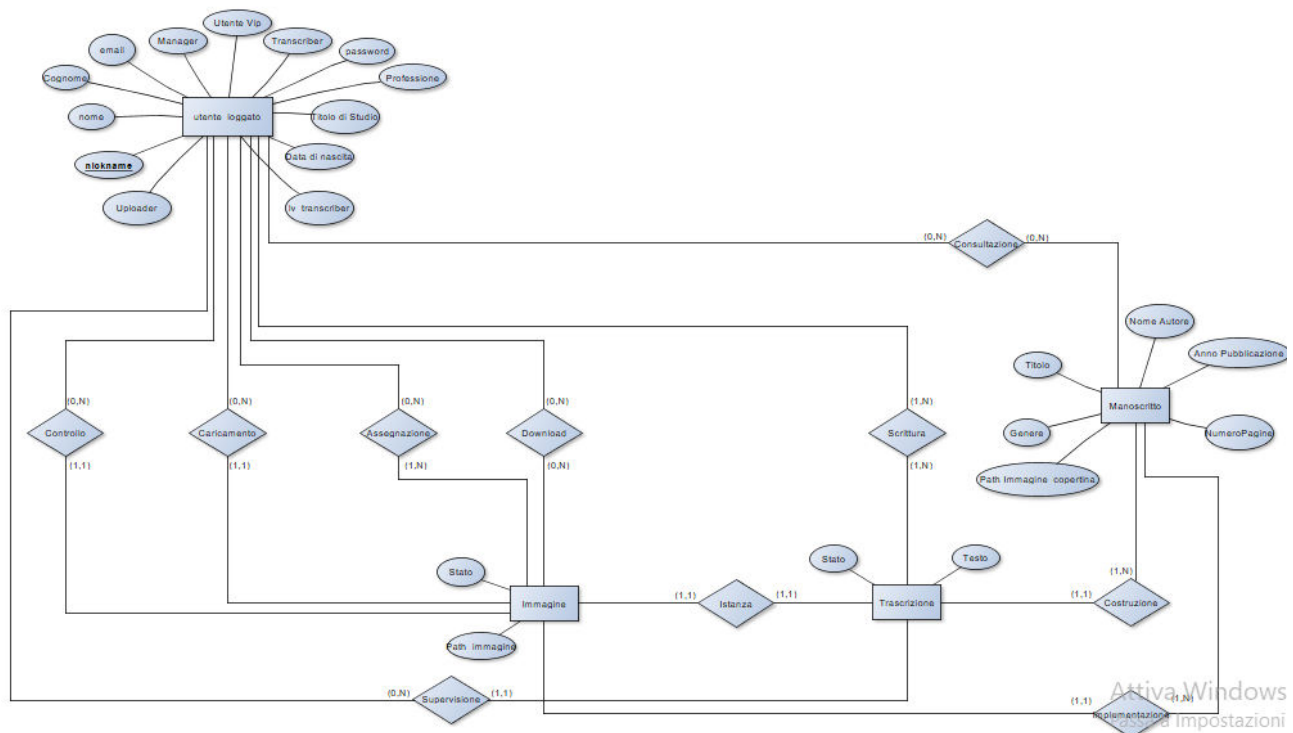 Utente Vip
Manager
Transcriber
email
password
Cognome
Professione
nome
utente loggato
Titolo di Studio
nickname
Data di nascita
Uploader
lv transcriber
(0,N)
Consultazione
(0,N)
Nome Autore
Anno Pubblicazione
Titolo
Manoscritto
Genere
NumeroPagine
Path Immagine copertina
(0,N)
(0,N)
(0,N)
(0,N)
(1,N)
Controllo
Caricamento
Assegnazione
Download
Scrittura
(1,1)
(1,1)
(1,N)
(0,N)
(1,N)
Stato
Stato
Testo
(1,N)
Immagine
(1,1)
Istanza
(1,1)
Trascrizione
(1,1)
Costruzione
Path immagine
(0,N)
Supervisione
(1,1)
(1,1)
Implementazione
(1,N)
Attiva Windows
Passa a Impostazioni